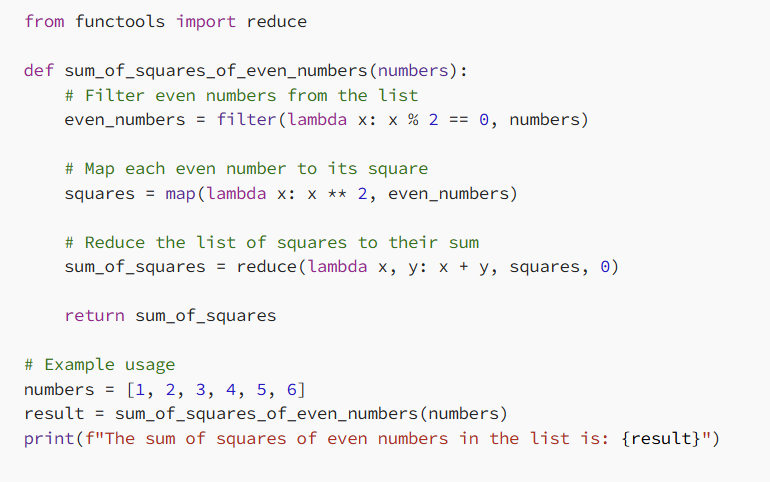 from functools import reduce

def sum_of_squares_of_even_numbers(numbers):
    # Filter even numbers from the list
    even_numbers = filter(lambda x: x % 2 == 0, numbers)

    # Map each even number to its square
    squares = map(lambda x: x ** 2, even_numbers)

    # Reduce the list of squares to their sum
    sum_of_squares = reduce(lambda x, y: x + y, squares, 0)

    return sum_of_squares

# Example usage
numbers = [1, 2, 3, 4, 5, 6]
result = sum_of_squares_of_even_numbers(numbers)
print(f"The sum of squares of even numbers in the list is: {result}")